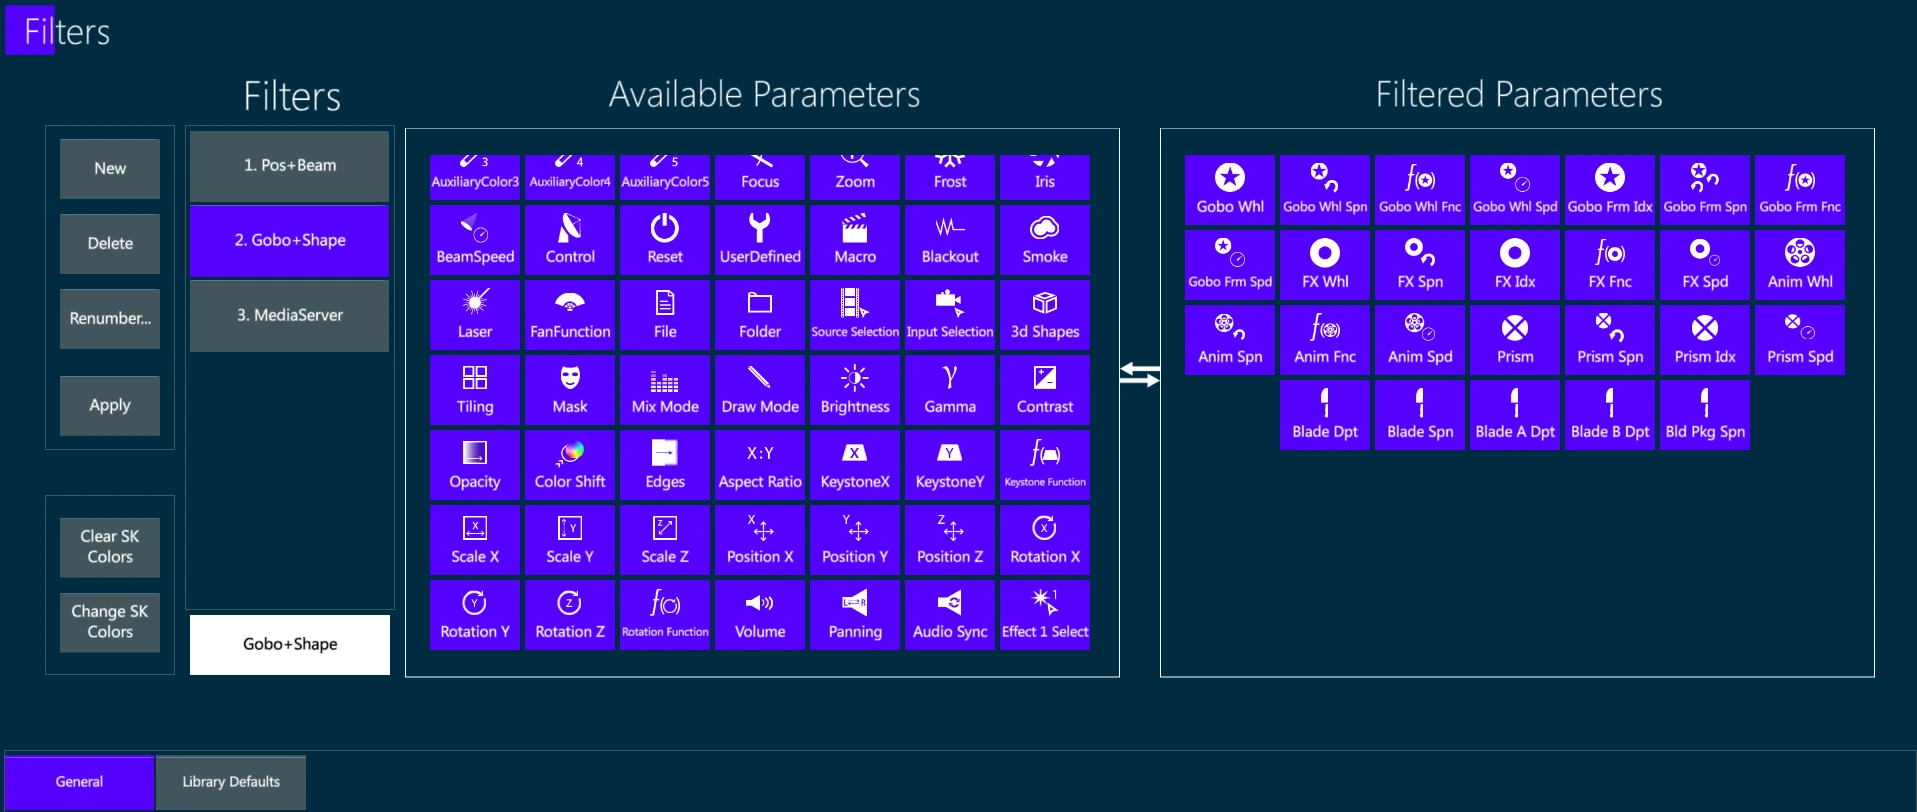 Filters
Filters
Available Parameters
Filtered Parameters
New
Delete
Renumber...
Apply
Clear SK
Colors
Change SK
Colors
1. Pos+Beam
2. Gobo+Shape
3. MediaServer
Gobo+Shape
3 4 5
AuxiliaryColor3 AuxiliaryColor4 AuxiliaryColor5 Focus Zoom Frost Iris
BeamSpeed Control Reset UserDefined Macro Blackout Smoke
Laser FanFunction File Folder Source Selection Input Selection 3d Shapes
γ
Tiling Mask Mix Mode Draw Mode Brightness Gamma Contrast
X:Y X Y f
Opacity Color Shift Edges Aspect Ratio KeystoneX KeystoneY Keystone Function
X Y Z X Y Z X
Scale X Scale Y Scale Z Position X Position Y Position Z Rotation X
Y Z f L R 1
Rotation Y Rotation Z Rotation Function Volume Panning Audio Sync Effect 1 Select
f f
Gobo Whl Gobo Whl Spn Gobo Whl Fnc Gobo Whl Spd Gobo Frm Idx Gobo Frm Spn Gobo Frm Fnc
f
Gobo Frm Spd FX Whl FX Spn FX Idx FX Fnc FX Spd Anim Whl
f
Anim Spn Anim Fnc Anim Spd Prism Prism Spn Prism Idx Prism Spd
Blade Dpt Blade Spn Blade A Dpt Blade B Dpt Bld Pkg Spn
General
Library Defaults